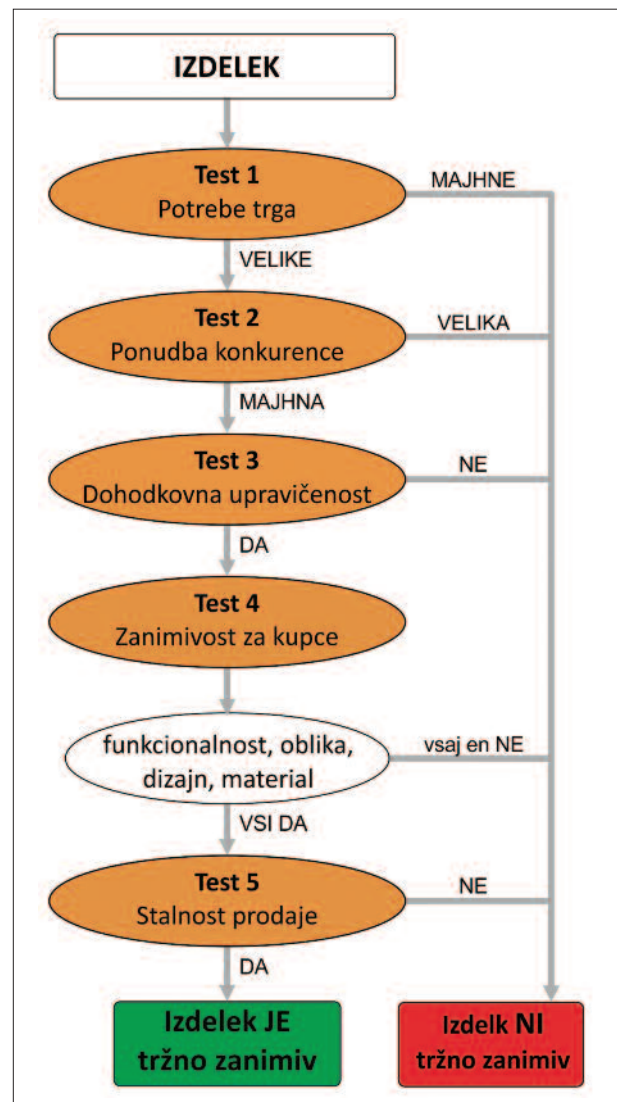 IZDELEK
Test 1
Potrebe trga
MAJHNE
VELIKE
Test 2
Ponudba konkurence
VELIKA
MAJHNA
Test 3
Dohodkovna upravičenost
NE
DA
Test 4
Zanimivost za kupce
funkcionalnost, oblika,
dizajn, material
vsaj en NE
VSI DA
Test 5
Stalnost prodaje
NE
DA
Izdelek JE
tržno zanimiv
Izdelk NI
tržno zanimiv